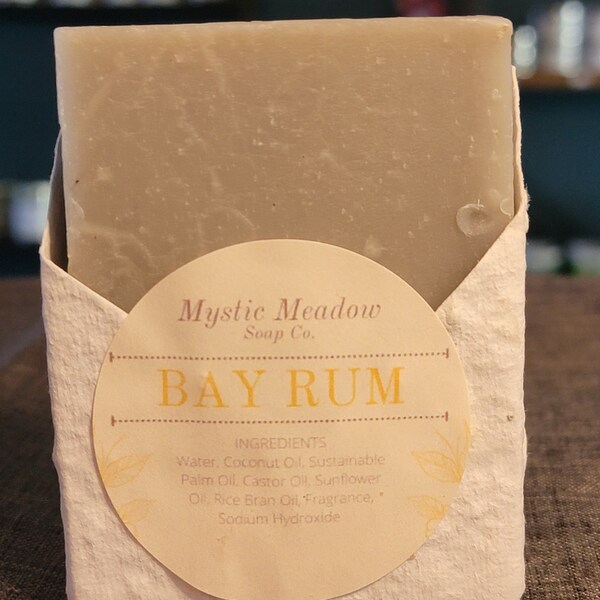 Mystic Meadow
Soap Co.
BAY RUM
INGREDIENTS
Water, Coconut Oil, Sustainable
Palm Oil, Castor Oil, Sunflower
Oil, Rice Bran Oil, Fragrance,
Sodium Hydroxide